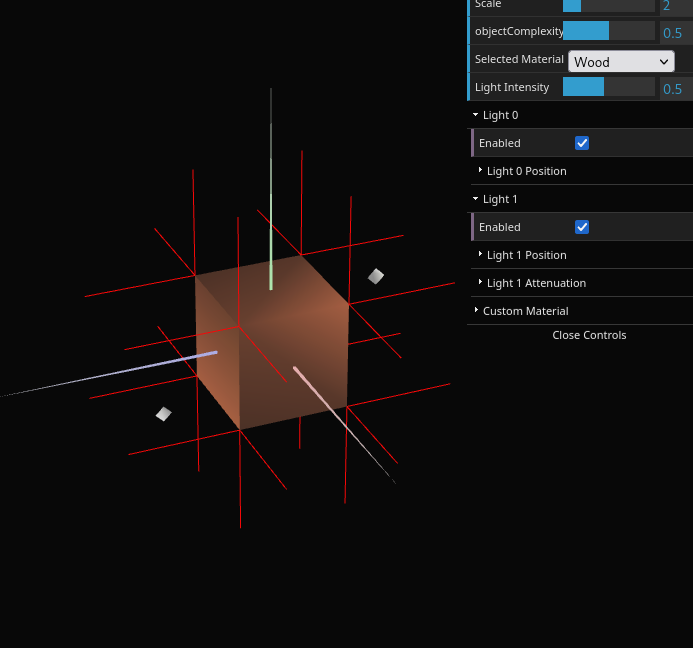 Scale 2
objectComplexity 0.5
Selected Material Wood
Light Intensity 0.5
Light 0
Enabled
Light 0 Position
Light 1
Enabled
Light 1 Position
Light 1 Attenuation
Custom Material
Close Controls